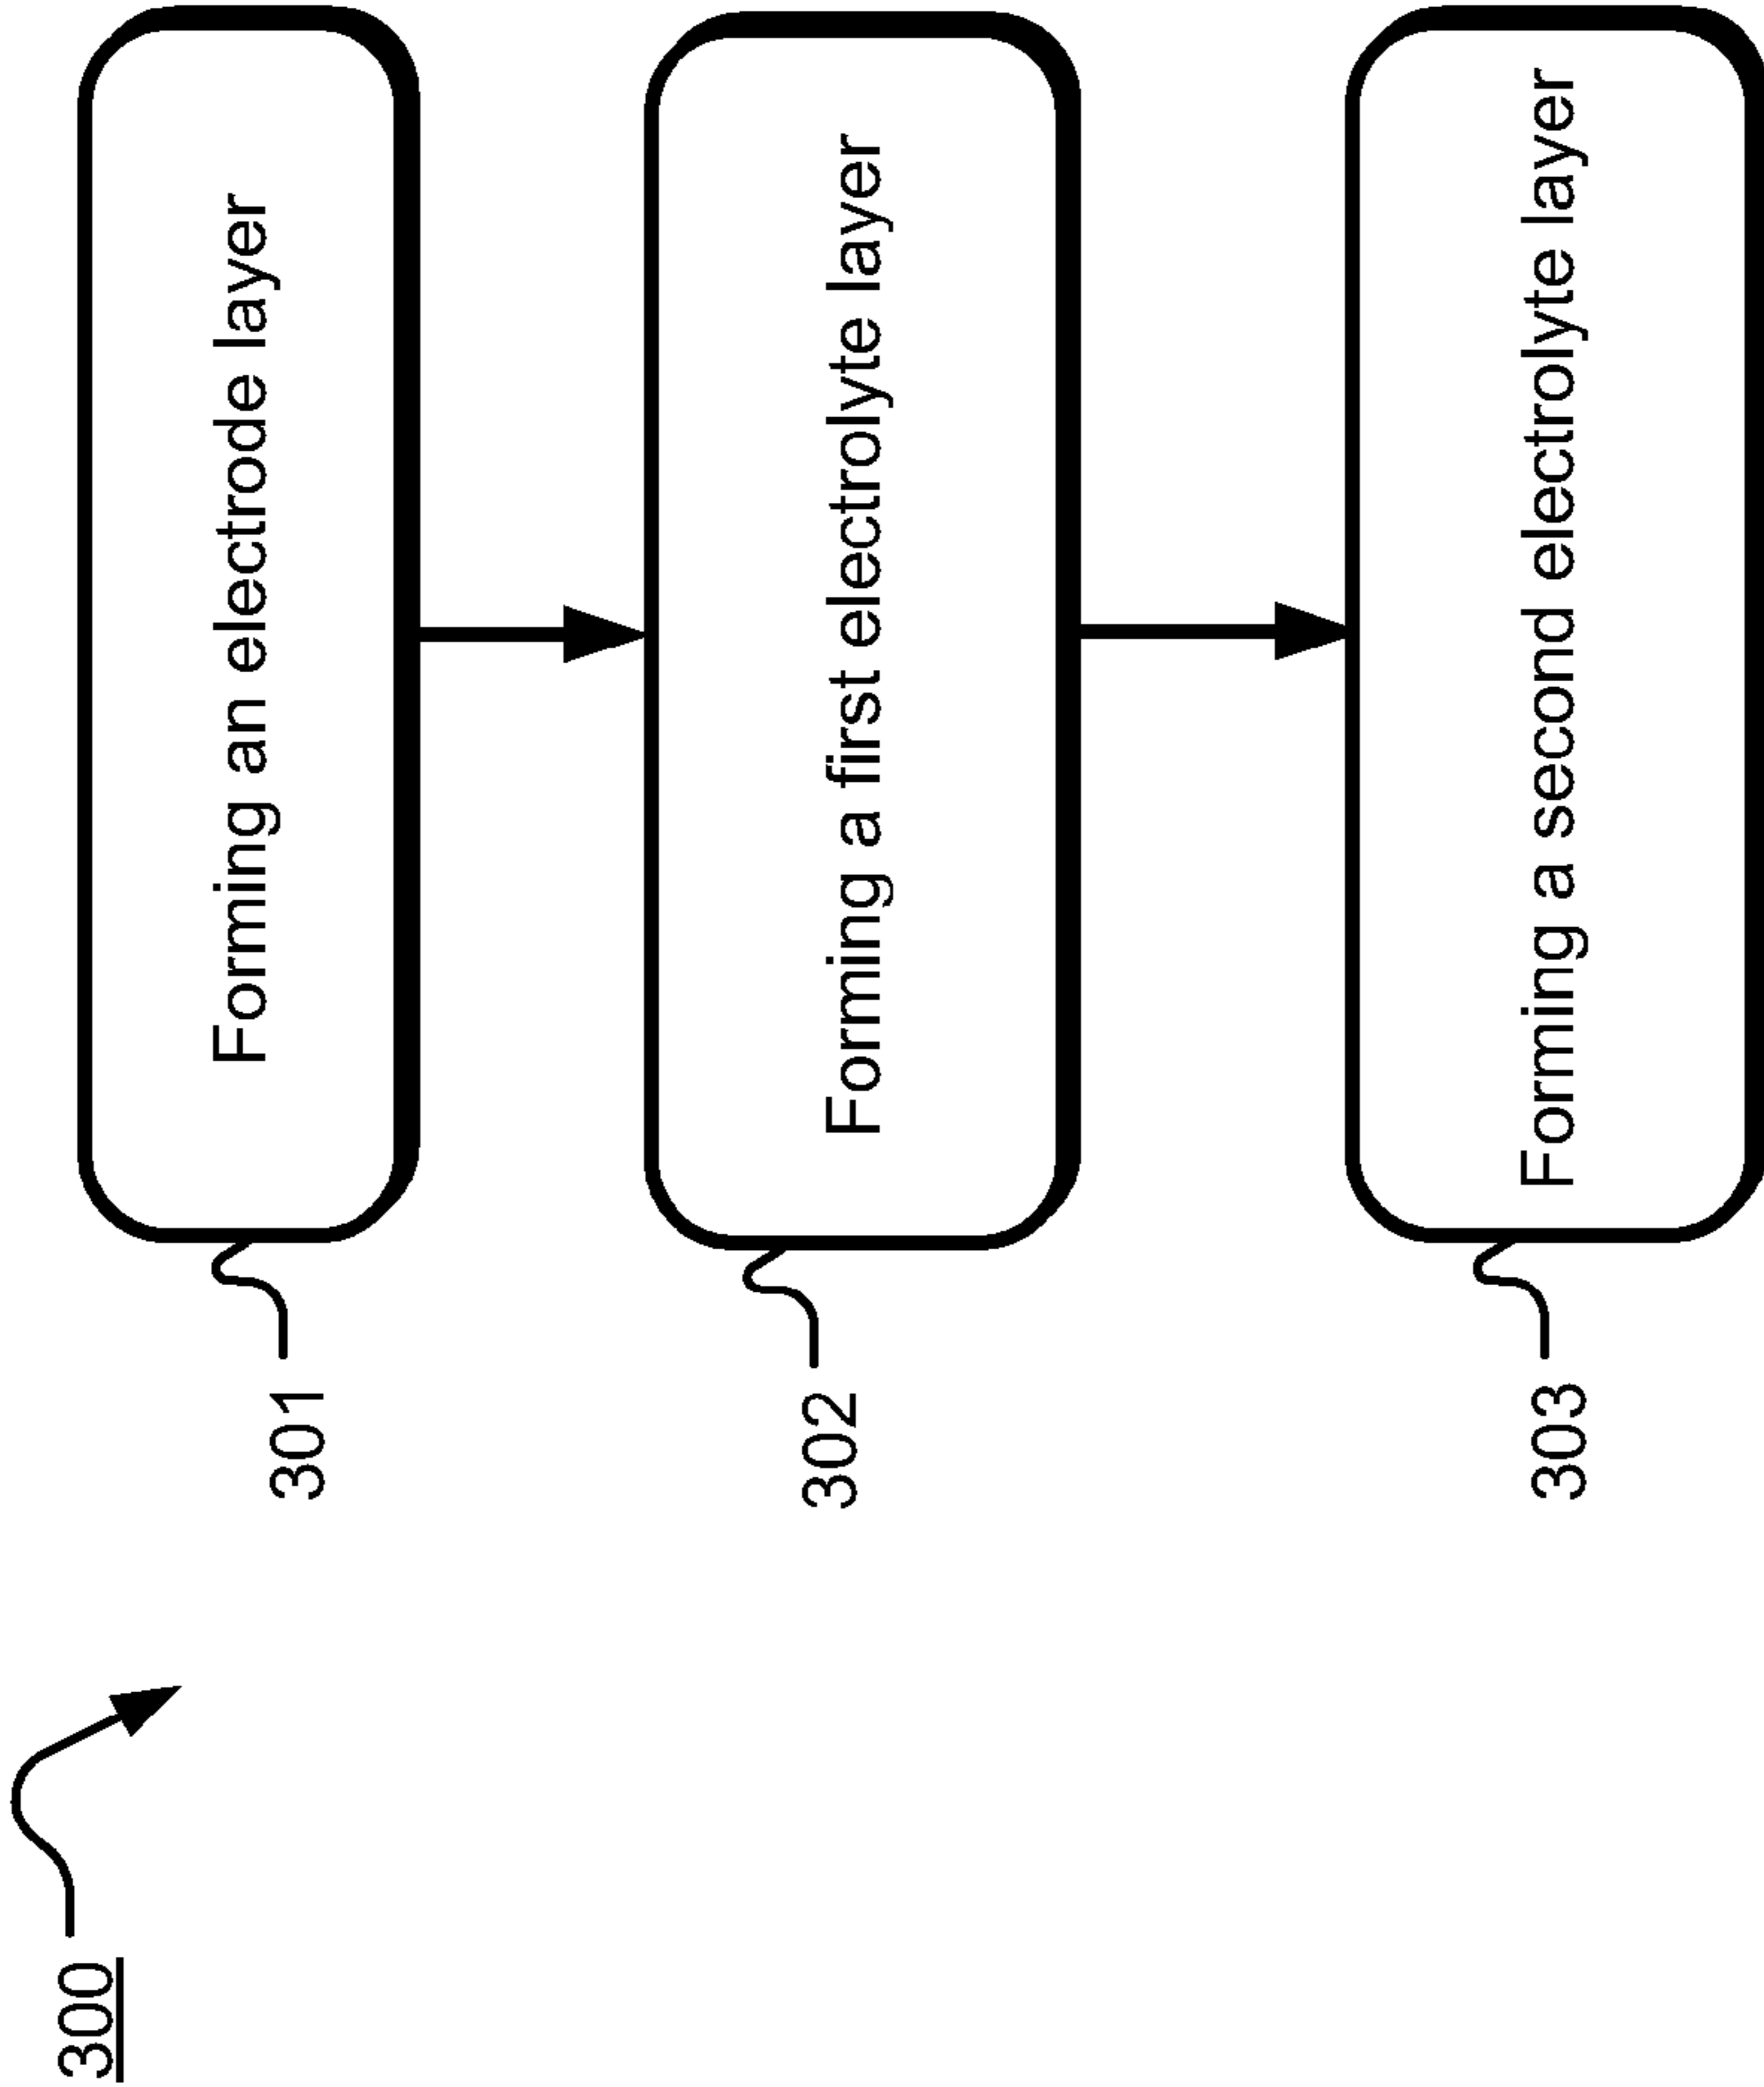 300
301
Forming an electrode layer
302
Forming a first electrolyte layer
303
Forming a second electrolyte layer